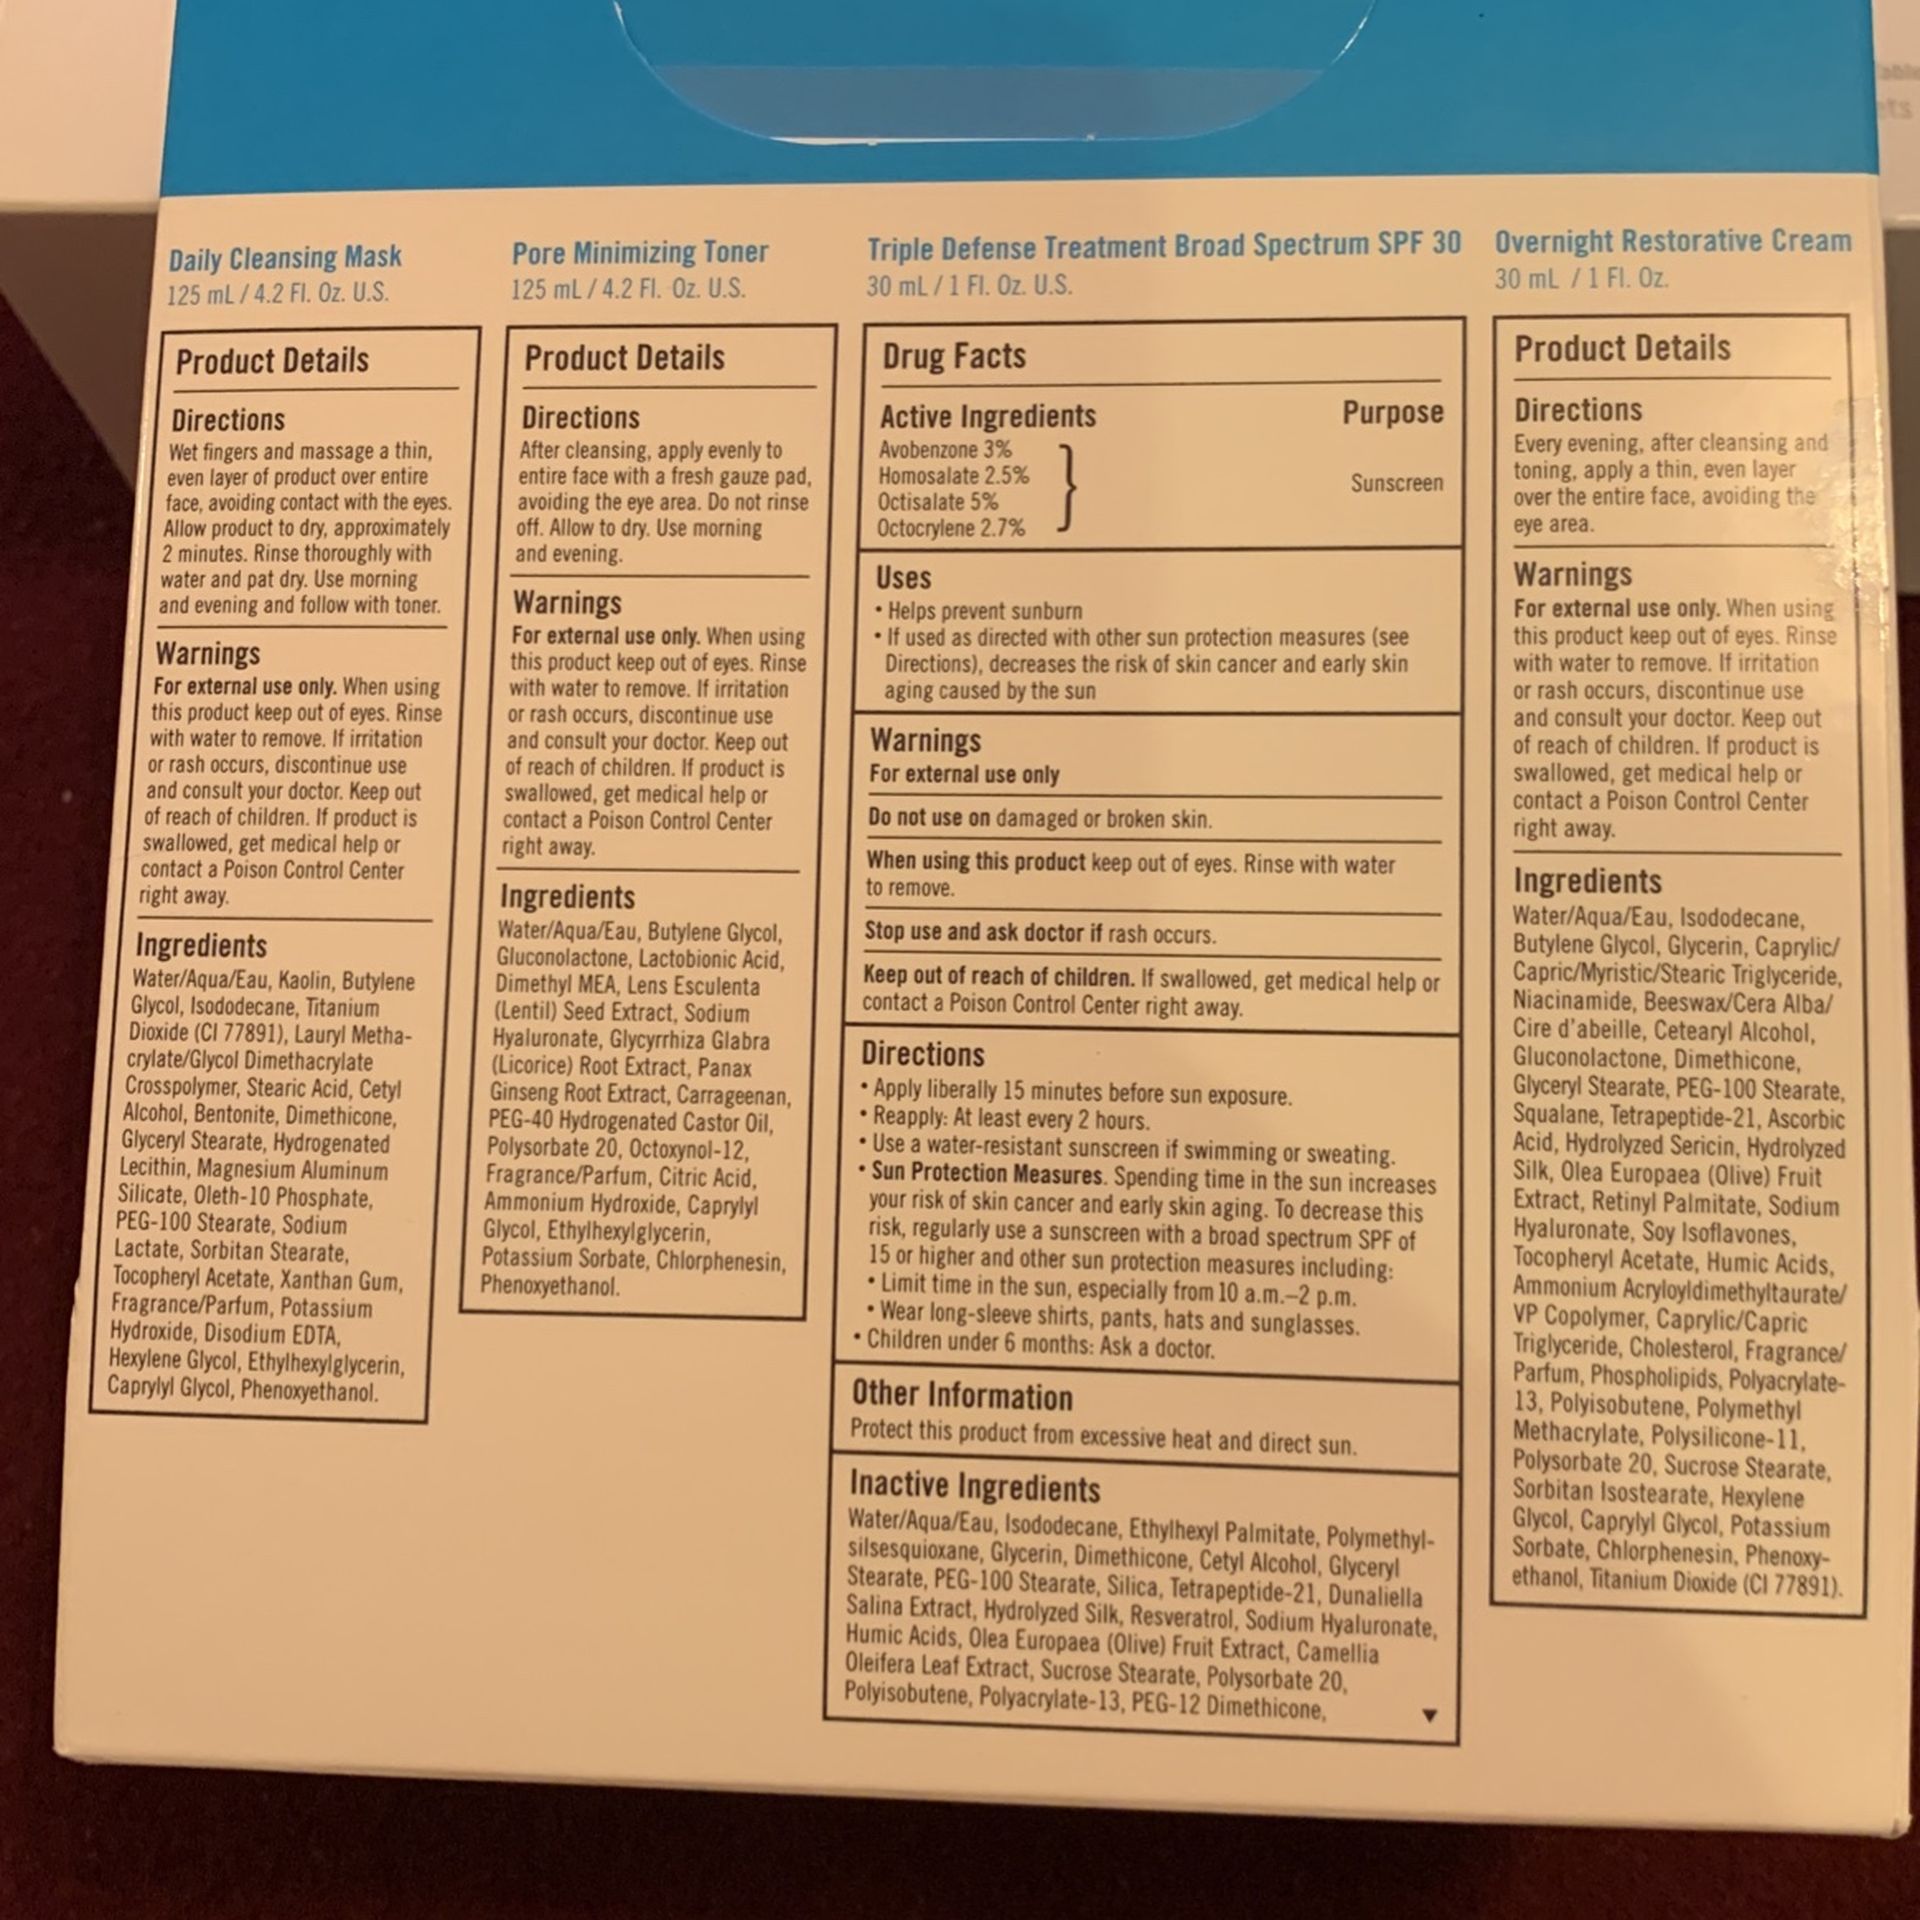 Daily Cleansing Mask
125 mL / 4.2 Fl. Oz. U.S.
Product Details
Directions
Wet fingers and massage a thin,
even layer of product over entire
face, avoiding contact with the eyes.
Allow product to dry, approximately
2 minutes. Rinse thoroughly with
water and pat dry. Use morning
and evening and follow with toner.
Warnings
For external use only. When using
this product keep out of eyes. Rinse
with water to remove. If irritation
or rash occurs, discontinue use
and consult your doctor. Keep out
of reach of children. If product is
swallowed, get medical help or
contact a Poison Control Center
right away.
Ingredients
Water/Aqua/Eau, Kaolin, Butylene
Glycol, Isododecane, Titanium
Dioxide (CI 77891), Lauryl Metha-
crylate/Glycol Dimethacrylate
Crosspolymer, Stearic Acid, Cetyl
Alcohol, Bentonite, Dimethicone,
Glyceryl Stearate, Hydrogenated
Lecithin, Magnesium Aluminum
Silicate, Oleth-10 Phosphate,
PEG-100 Stearate, Sodium
Lactate, Sorbitan Stearate,
Tocopheryl Acetate, Xanthan Gum,
Fragrance/Parfum, Potassium
Hydroxide, Disodium EDTA,
Hexylene Glycol, Ethylhexylglycerin,
Caprylyl Glycol, Phenoxyethanol.
Pore Minimizing Toner
125 mL / 4.2 Fl. Oz. U.S.
Product Details
Directions
After cleansing, apply evenly to
entire face with a fresh gauze pad,
avoiding the eye area. Do not rinse
off. Allow to dry. Use morning
and evening.
Warnings
For external use only. When using
this product keep out of eyes. Rinse
with water to remove. If irritation
or rash occurs, discontinue use
and consult your doctor. Keep out
of reach of children. If product is
swallowed, get medical help or
contact a Poison Control Center
right away.
Ingredients
Water/Aqua/Eau, Butylene Glycol,
Gluconolactone, Lactobionic Acid,
Dimethyl MEA, Lens Esculenta
(Lentil) Seed Extract, Sodium
Hyaluronate, Glycyrrhiza Glabra
(Licorice) Root Extract, Panax
Ginseng Root Extract, Carrageenan,
PEG-40 Hydrogenated Castor Oil,
Polysorbate 20, Octoxynol-12,
Fragrance/Parfum, Citric Acid,
Ammonium Hydroxide, Caprylyl
Glycol, Ethylhexylglycerin,
Potassium Sorbate, Chlorphenesin,
Phenoxyethanol.
Triple Defense Treatment Broad Spectrum SPF 30
30 mL / 1 Fl. Oz. U.S.
Drug Facts
Active Ingredients Purpose
Avobenzone 3%
Homosalate 2.5%
Octisalate 5%
Octocrylene 2.7%
Sunscreen
Uses
• Helps prevent sunburn
• If used as directed with other sun protection measures (see
Directions), decreases the risk of skin cancer and early skin
aging caused by the sun
Warnings
For external use only
Do not use on damaged or broken skin.
When using this product keep out of eyes. Rinse with water
to remove.
Stop use and ask doctor if rash occurs.
Keep out of reach of children. If swallowed, get medical help or
contact a Poison Control Center right away.
Directions
• Apply liberally 15 minutes before sun exposure.
• Reapply: At least every 2 hours.
• Use a water-resistant sunscreen if swimming or sweating.
• Sun Protection Measures. Spending time in the sun increases
your risk of skin cancer and early skin aging. To decrease this
risk, regularly use a sunscreen with a broad spectrum SPF of
15 or higher and other sun protection measures including:
• Limit time in the sun, especially from 10 a.m.–2 p.m.
• Wear long-sleeve shirts, pants, hats and sunglasses.
• Children under 6 months: Ask a doctor.
Other Information
Protect this product from excessive heat and direct sun.
Inactive Ingredients
Water/Aqua/Eau, Isododecane, Ethylhexyl Palmitate, Polymethyl-
silsesquioxane, Glycerin, Dimethicone, Cetyl Alcohol, Glyceryl
Stearate, PEG-100 Stearate, Silica, Tetrapeptide-21, Dunaliella
Salina Extract, Hydrolyzed Silk, Resveratrol, Sodium Hyaluronate,
Humic Acids, Olea Europaea (Olive) Fruit Extract, Camellia
Oleifera Leaf Extract, Sucrose Stearate, Polysorbate 20,
Polyisobutene, Polyacrylate-13, PEG-12 Dimethicone,
Overnight Restorative Cream
30 mL / 1 Fl. Oz.
Product Details
Directions
Every evening, after cleansing and
toning, apply a thin, even layer
over the entire face, avoiding the
eye area.
Warnings
For external use only. When using
this product keep out of eyes. Rinse
with water to remove. If irritation
or rash occurs, discontinue use
and consult your doctor. Keep out
of reach of children. If product is
swallowed, get medical help or
contact a Poison Control Center
right away.
Ingredients
Water/Aqua/Eau, Isododecane,
Butylene Glycol, Glycerin, Caprylic/
Capric/Myristic/Stearic Triglyceride,
Niacinamide, Beeswax/Cera Alba/
Cire d'abeille, Cetearyl Alcohol,
Gluconolactone, Dimethicone,
Glyceryl Stearate, PEG-100 Stearate,
Squalane, Tetrapeptide-21, Ascorbic
Acid, Hydrolyzed Sericin, Hydrolyzed
Silk, Olea Europaea (Olive) Fruit
Extract, Retinyl Palmitate, Sodium
Hyaluronate, Soy Isoflavones,
Tocopheryl Acetate, Humic Acids,
Ammonium Acryloyldimethyltaurate/
VP Copolymer, Caprylic/Capric
Triglyceride, Cholesterol, Fragrance/
Parfum, Phospholipids, Polyacrylate-
13, Polyisobutene, Polymethyl
Methacrylate, Polysilicone-11,
Polysorbate 20, Sucrose Stearate,
Sorbitan Isostearate, Hexylene
Glycol, Caprylyl Glycol, Potassium
Sorbate, Chlorphenesin, Phenoxy-
ethanol, Titanium Dioxide (CI 77891).